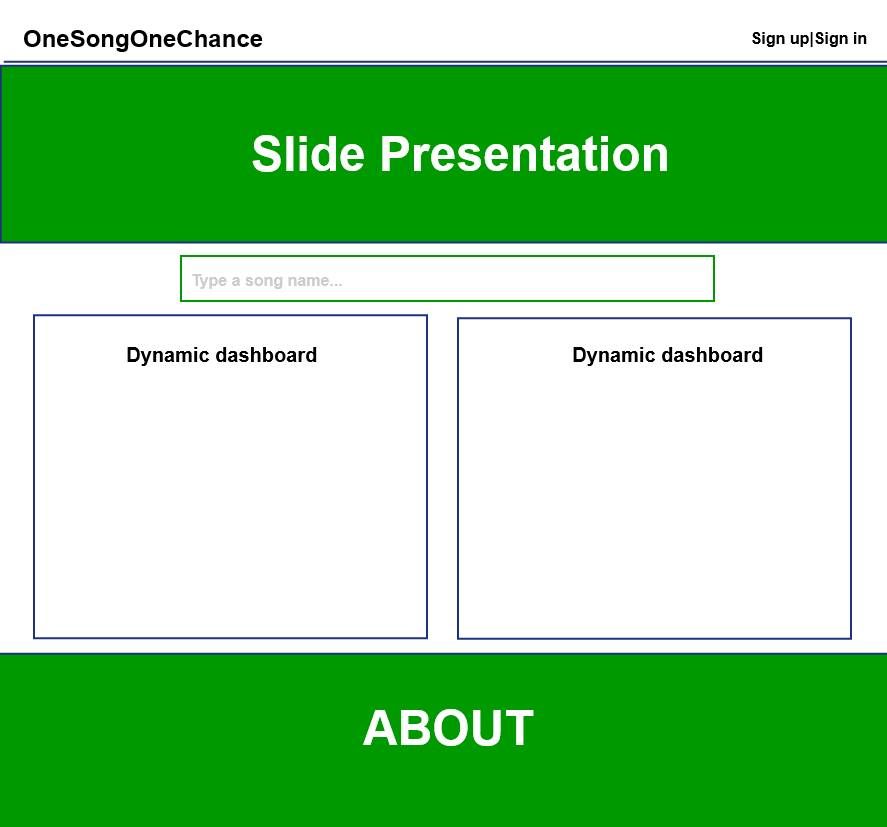 OneSongOneChance
Sign up|Sign in
Slide Presentation
Type a song name...
Dynamic dashboard
Dynamic dashboard
ABOUT